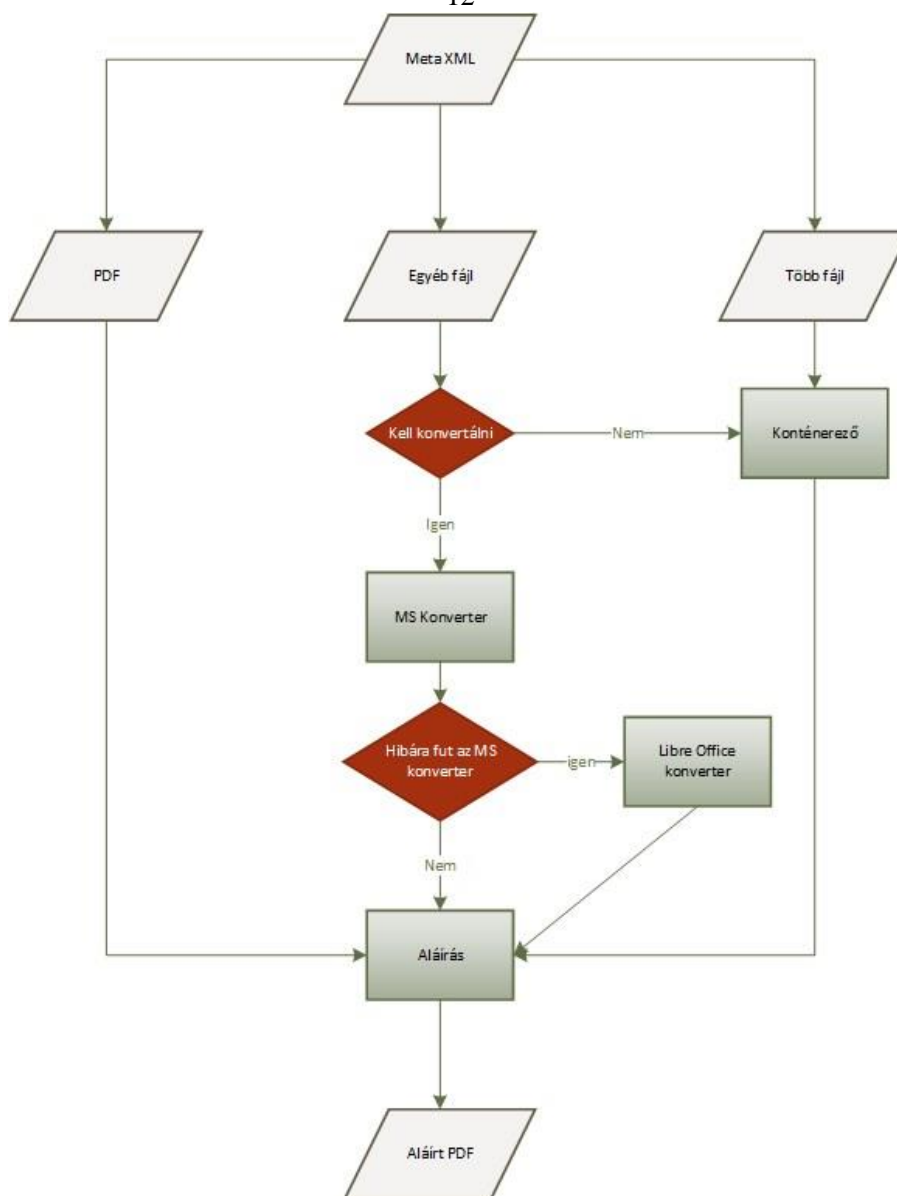 12
Meta XML
PDF
Egyéb fájl
Több fájl
Kell konvertálni
Nem
Konténerező
Igen
MS Konverter
Hibára fut az MS
konverter
igen
Libre Office
konverter
Nem
Aláírás
Aláírt PDF